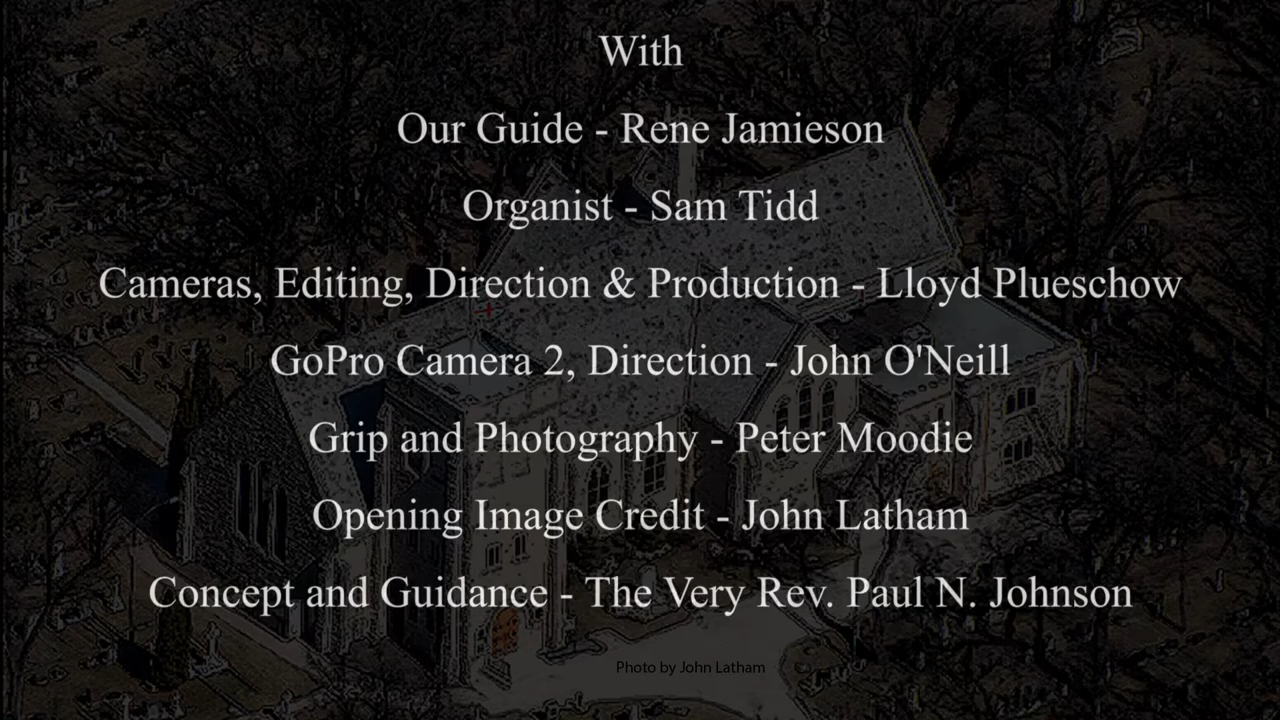 With
Our Guide - Rene Jamieson
Organist - Sam Tidd
Cameras, Editing, Direction & Production - Lloyd Plueschow
GoPro Camera 2, Direction - John O'Neill
Grip and Photography - Peter Moodie
Opening Image Credit - John Latham
Concept and Guidance - The Very Rev. Paul N. Johnson
Photo by John Latham